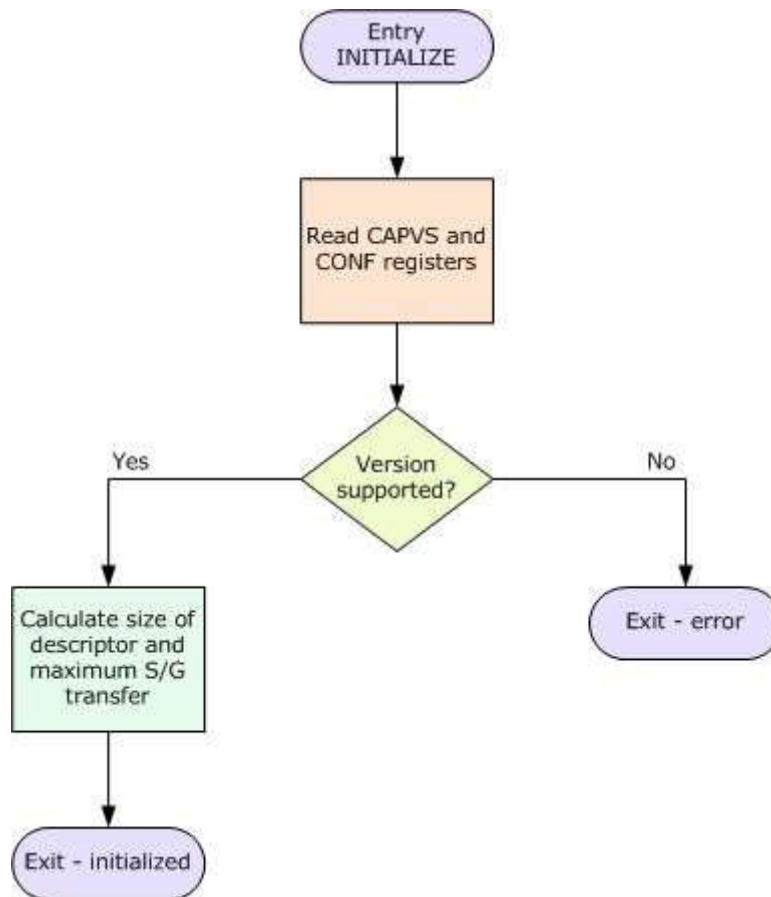 Entry
INITIALIZE
Read CAPVS and
CONF registers
Version
supported?
Yes
No
Calculate size of
descriptor and
maximum S/G
transfer
Exit - error
Exit - initialized